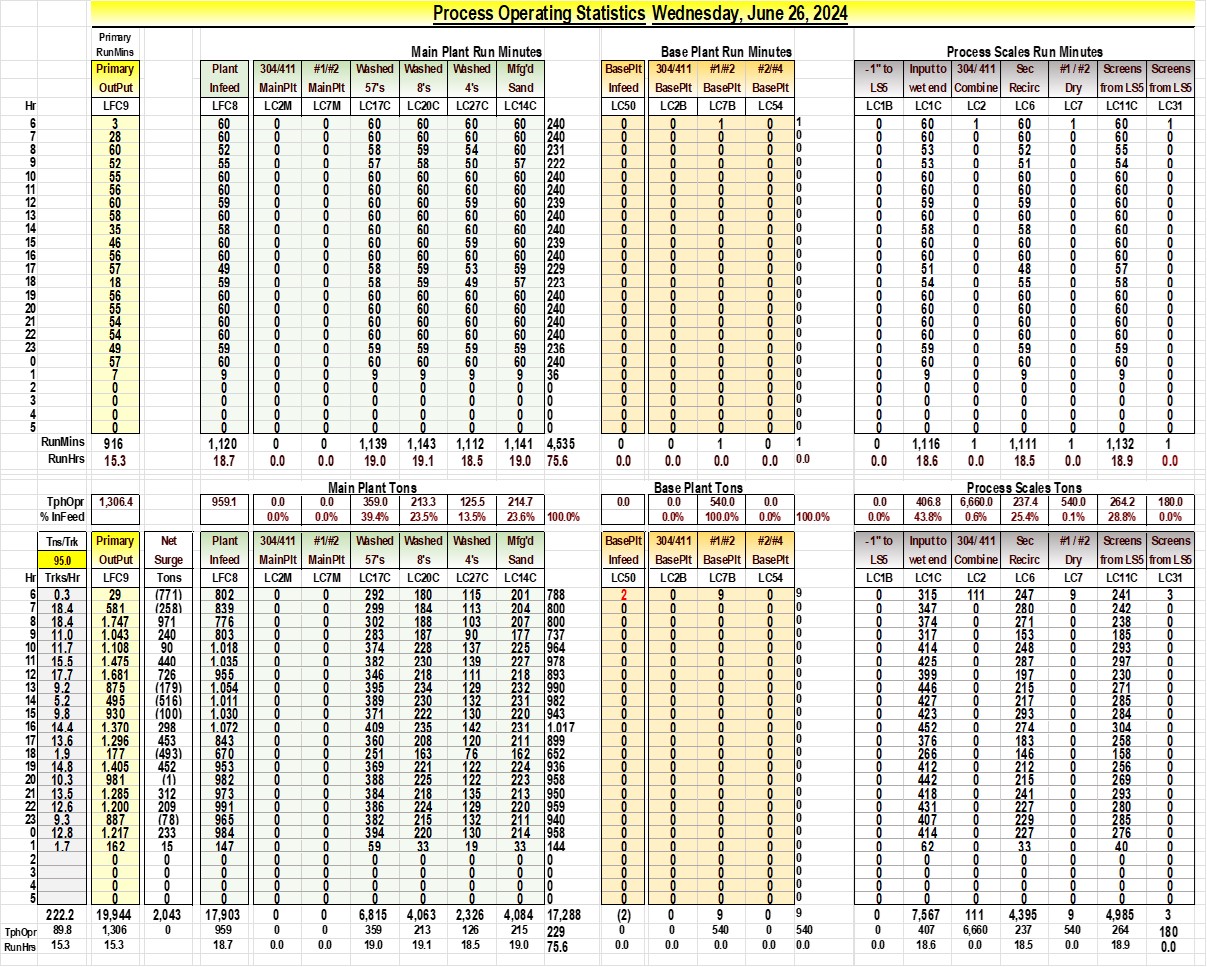 Process Operating Statistics Wednesday, June 26, 2024
Primary
RunMins Main Plant Run Minutes Base Plant Run Minutes Process Scales Run Minutes
Primary Plant 304/411 #1/#2 Washed Washed Washed Mfg'd BasePlt 304/411 #1/#2 #2/#4 -1" to Input to 304/ 411 Sec #1 / #2 Screens Screens
OutPut Infeed MainPlt MainPlt 57's 8's 4's Sand Infeed BasePlt BasePlt BasePlt LS5 wet end Combine Recirc Dry from LS5 from LS5
Hr LFC9 LFC8 LC2M LC7M LC17C LC20C LC27C LC14C LC50 LC2B LC7B LC54 LC1B LC1C LC2 LC6 LC7 LC11C LC31
6 3 60 0 0 60 60 60 60 240 0 0 1 0 1 0 60 1 60 1 60 1
7 28 60 0 0 60 60 60 60 240 0 0 0 0 0 0 60 0 60 0 60 0
8 60 52 0 0 58 59 54 60 231 0 0 0 0 0 0 53 0 52 0 55 0
9 52 55 0 0 57 58 50 57 222 0 0 0 0 0 0 53 0 51 0 54 0
10 55 60 0 0 60 60 60 60 240 0 0 0 0 0 0 60 0 60 0 60 0
11 56 60 0 0 60 60 60 60 240 0 0 0 0 0 0 60 0 60 0 60 0
12 60 59 0 0 60 60 59 60 239 0 0 0 0 0 0 59 0 59 0 60 0
13 58 60 0 0 60 60 60 60 240 0 0 0 0 0 0 60 0 60 0 60 0
14 35 58 0 0 60 60 60 60 240 0 0 0 0 0 0 58 0 58 0 60 0
15 46 60 0 0 60 60 59 60 239 0 0 0 0 0 0 60 0 60 0 60 0
16 56 60 0 0 60 60 60 60 240 0 0 0 0 0 0 60 0 60 0 60 0
17 57 49 0 0 58 59 53 59 229 0 0 0 0 0 0 51 0 48 0 57 0
18 18 59 0 0 58 59 49 57 223 0 0 0 0 0 0 54 0 55 0 58 0
19 56 60 0 0 60 60 60 60 240 0 0 0 0 0 0 60 0 60 0 60 0
20 55 60 0 0 60 60 60 60 240 0 0 0 0 0 0 60 0 60 0 60 0
21 54 60 0 0 60 60 60 60 240 0 0 0 0 0 0 60 0 60 0 60 0
22 54 60 0 0 60 60 60 60 240 0 0 0 0 0 0 60 0 60 0 60 0
23 49 59 0 0 59 59 59 59 236 0 0 0 0 0 0 59 0 59 0 59 0
0 57 60 0 0 60 60 60 60 240 0 0 0 0 0 0 60 0 60 0 60 0
1 7 9 0 0 9 9 9 9 36 0 0 0 0 0 0 9 0 9 0 9 0
2 0 0 0 0 0 0 0 0 0 0 0 0 0 0 0 0 0 0 0 0 0
3 0 0 0 0 0 0 0 0 0 0 0 0 0 0 0 0 0 0 0 0 0
4 0 0 0 0 0 0 0 0 0 0 0 0 0 0 0 0 0 0 0 0 0
5 0 0 0 0 0 0 0 0 0 0 0 0 0 0 0 0 0 0 0 0 0
RunMins 916 1,120 0 0 1,139 1,143 1,112 1,141 4,535 0 0 1 0 1 0 1,116 1 1,111 1 1,132 1
RunHrs 15.3 18.7 0.0 0.0 19.0 19.1 18.5 19.0 75.6 0.0 0.0 0.0 0.0 0.0 0.0 18.6 0.0 18.5 0.0 18.9 0.0
Main Plant Tons Base Plant Tons Process Scales Tons
TphOpr 1,306.4 959.1 0.0 0.0 359.0 213.3 125.5 214.7 0.0 0.0 540.0 0.0 0.0 406.8 6,660.0 237.4 540.0 264.2 180.0
% InFeed 0.0% 0.0% 39.4% 23.5% 13.5% 23.6% 100.0% 0.0% 100.0% 0.0% 100.0% 0.0% 43.8% 0.6% 25.4% 0.1% 28.8% 0.0%
Tns/Trk Primary Net Plant 304/411 #1/#2 Washed Washed Washed Mfg'd BasePlt 304/411 #1/#2 #2/#4 -1" to Input to 304/ 411 Sec #1 / #2 Screens Screens
95.0 OutPut Surge Infeed MainPlt MainPlt 57's 8's 4's Sand Infeed BasePlt BasePlt BasePlt LS5 wet end Combine Recirc Dry from LS5 from LS5
Hr Trks/Hr LFC9 Tons LFC8 LC2M LC7M LC17C LC20C LC27C LC14C LC50 LC2B LC7B LC54 LC1B LC1C LC2 LC6 LC7 LC11C LC31
6 0.3 29 (771) 802 0 0 292 180 115 201 788 2 0 9 0 9 0 315 111 247 9 241 3
7 18.4 581 (258) 839 0 0 299 184 113 204 800 0 0 0 0 0 0 347 0 280 0 242 0
8 18.4 1.747 971 776 0 0 302 188 103 207 800 0 0 0 0 0 0 374 0 271 0 238 0
9 11.0 1.043 240 803 0 0 283 187 90 177 737 0 0 0 0 0 0 317 0 153 0 185 0
10 11.7 1.108 90 1.018 0 0 374 228 137 225 964 0 0 0 0 0 0 414 0 248 0 293 0
11 15.5 1.475 440 1.035 0 0 382 230 139 227 978 0 0 0 0 0 0 425 0 287 0 297 0
12 17.7 1.681 726 955 0 0 346 218 111 218 893 0 0 0 0 0 0 399 0 197 0 230 0
13 9.2 875 (179) 1.054 0 0 395 234 129 232 990 0 0 0 0 0 0 446 0 215 0 271 0
14 5.2 495 (516) 1.011 0 0 389 230 132 231 982 0 0 0 0 0 0 427 0 217 0 285 0
15 9.8 930 (100) 1.030 0 0 371 222 130 220 943 0 0 0 0 0 0 423 0 293 0 284 0
16 14.4 1.370 298 1.072 0 0 409 235 142 231 1.017 0 0 0 0 0 0 452 0 274 0 304 0
17 13.6 1.296 453 843 0 0 360 208 120 211 899 0 0 0 0 0 0 376 0 183 0 258 0
18 1.9 177 (493) 670 0 0 251 163 76 162 652 0 0 0 0 0 0 266 0 146 0 158 0
19 14.8 1.405 452 953 0 0 369 221 122 224 936 0 0 0 0 0 0 412 0 212 0 256 0
20 10.3 981 (1) 982 0 0 388 225 122 223 958 0 0 0 0 0 0 442 0 215 0 269 0
21 13.5 1.285 312 973 0 0 384 218 135 213 950 0 0 0 0 0 0 418 0 241 0 293 0
22 12.6 1.200 209 991 0 0 386 224 129 220 959 0 0 0 0 0 0 431 0 227 0 280 0
23 9.3 887 (78) 965 0 0 382 215 132 211 940 0 0 0 0 0 0 407 0 229 0 285 0
0 12.8 1.217 233 984 0 0 394 220 130 214 958 0 0 0 0 0 0 414 0 227 0 276 0
1 1.7 162 15 147 0 0 59 33 19 33 144 0 0 0 0 0 0 62 0 33 0 40 0
2 0 0 0 0 0 0 0 0 0 0 0 0 0 0 0 0 0 0 0 0 0 0
3 0 0 0 0 0 0 0 0 0 0 0 0 0 0 0 0 0 0 0 0 0 0
4 0 0 0 0 0 0 0 0 0 0 0 0 0 0 0 0 0 0 0 0 0 0
5 0 0 0 0 0 0 0 0 0 0 0 0 0 0 0 0 0 0 0 0 0 0
222.2 19,944 2,043 17,903 0 0 6,815 4,063 2,326 4,084 17,288 (2) 0 9 0 9 0 7,567 111 4,395 9 4,985 3
TphOpr 89.8 1,306 0 959 0 0 359 213 126 215 229 0 0 540 0 540 0 407 6,660 237 540 264 180
RunHrs 15.3 15.3 18.7 0.0 0.0 19.0 19.1 18.5 19.0 75.6 0.0 0.0 0.0 0.0 0.0 18.6 0.0 18.5 0.0 18.9 0.0